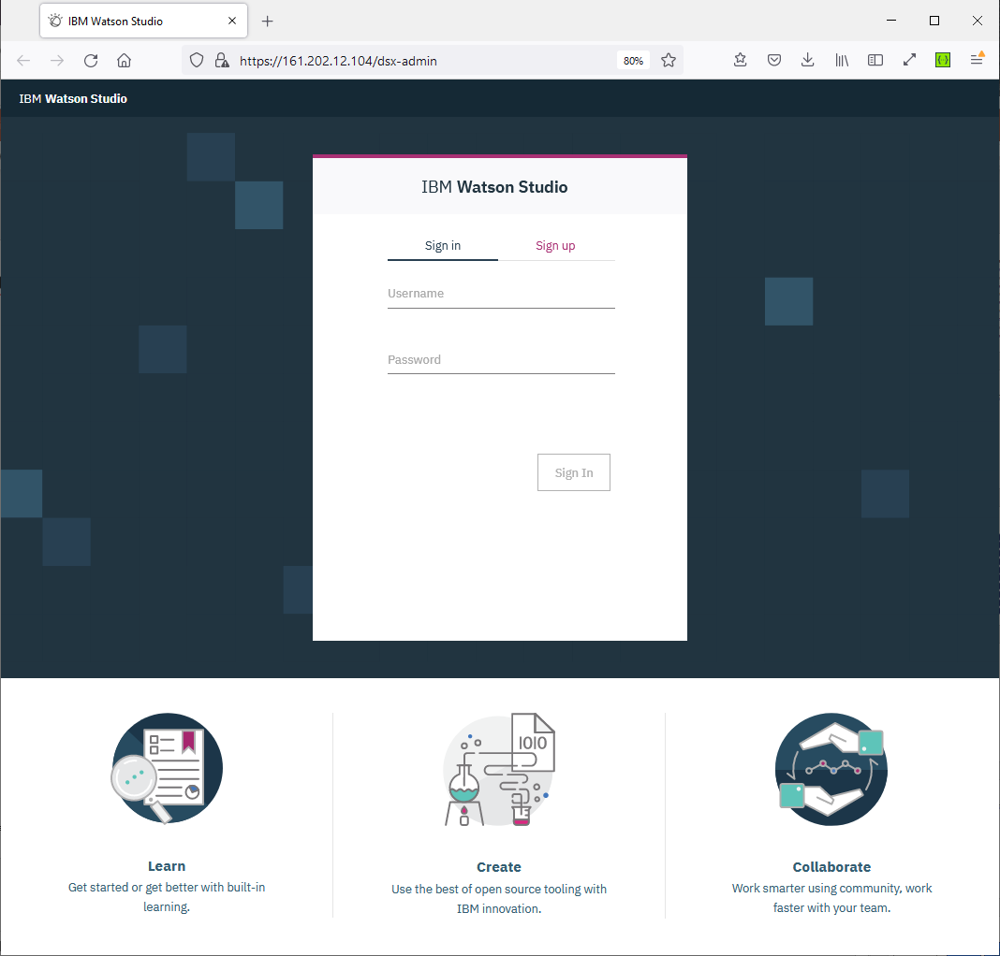 IBM Watson Studio
https://161.202.12.104/dsx-admin
80%
IBM Watson Studio
IBM Watson Studio
Sign in
Sign up
Username
Password
Sign In
1010
Learn
Get started or get better with built-in
learning.
Create
Use the best of open source tooling with
IBM innovation.
Collaborate
Work smarter using community, work
faster with your team.